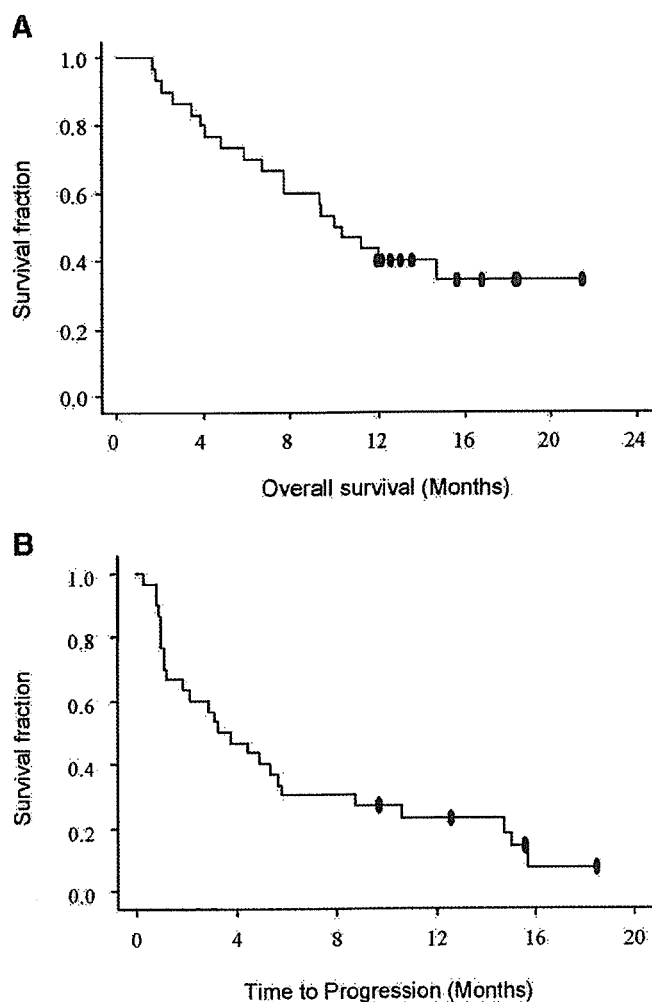 A
1.0
0.8
0.6
0.4
0.2
0.0
Survival fraction
0 4 8 12 16 20 24
Overall survival (Months)
B
1.0
0.8
0.6
0.4
0.2
0.0
Survival fraction
0 4 8 12 16 20
Time to Progression (Months)